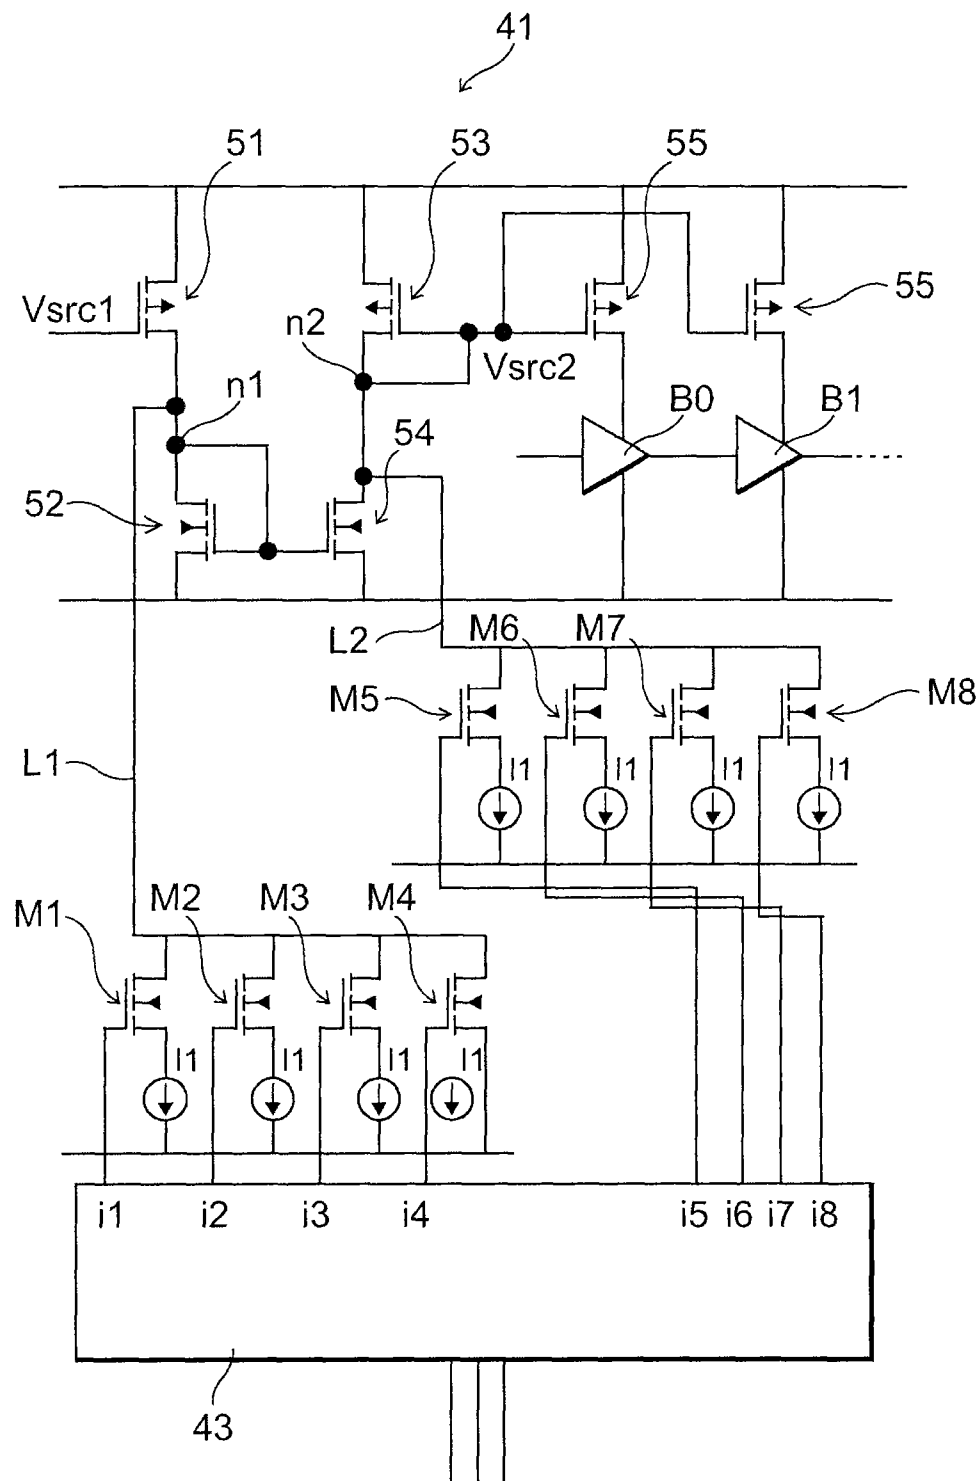 41
51 53 55
Vsrc1 55
n2
Vsrc2
n1 B0 B1
54
52
L2 M6 M7
M5 M8
L1 I1 I1 I1 I1
M1 M2 M3 M4
I1 I1 I1 I1
i1 i2 i3 i4 i5 i6 i7 i8
43